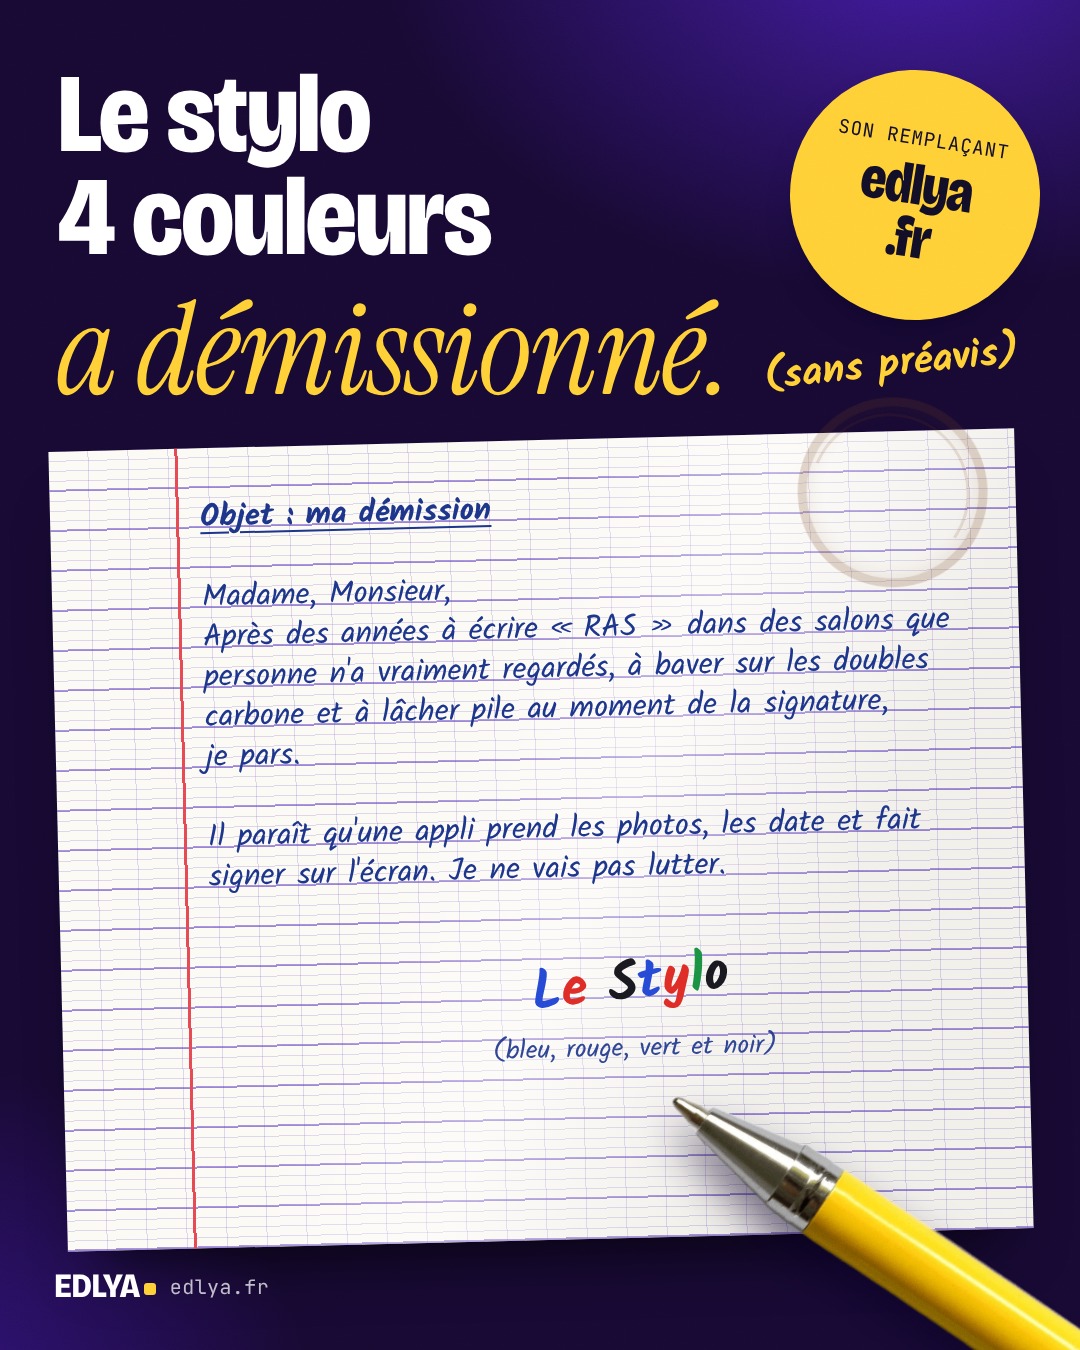 Le stylo
4 couleurs
a démissionné.
(sans préavis)
SON REMPLAÇANT
edlya
.fr
Objet : ma démission
Madame, Monsieur,
Après des années à écrire « RAS » dans des salons que
personne n'a vraiment regardés, à baver sur les doubles
carbone et à lâcher pile au moment de la signature,
je pars.
Il paraît qu'une appli prend les photos, les date et fait
signer sur l'écran. Je ne vais pas lutter.
Le Stylo
(bleu, rouge, vert et noir)
EDLYA edlya.fr